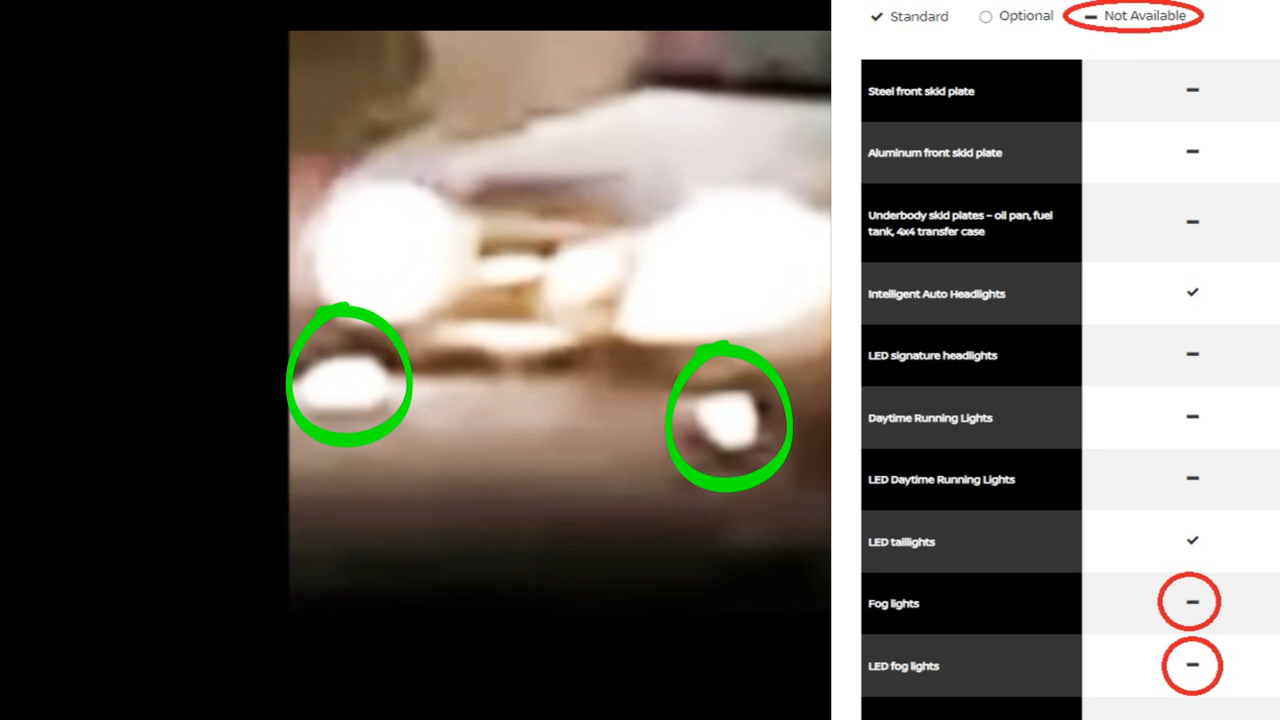 Standard
Optional
Not Available
Steel front skid plate
Aluminum front skid plate
Underbody skid plates – oil pan, fuel
tank, 4x4 transfer case
Intelligent Auto Headlights
LED signature headlights
Daytime Running Lights
LED Daytime Running Lights
LED taillights
Fog lights
LED fog lights